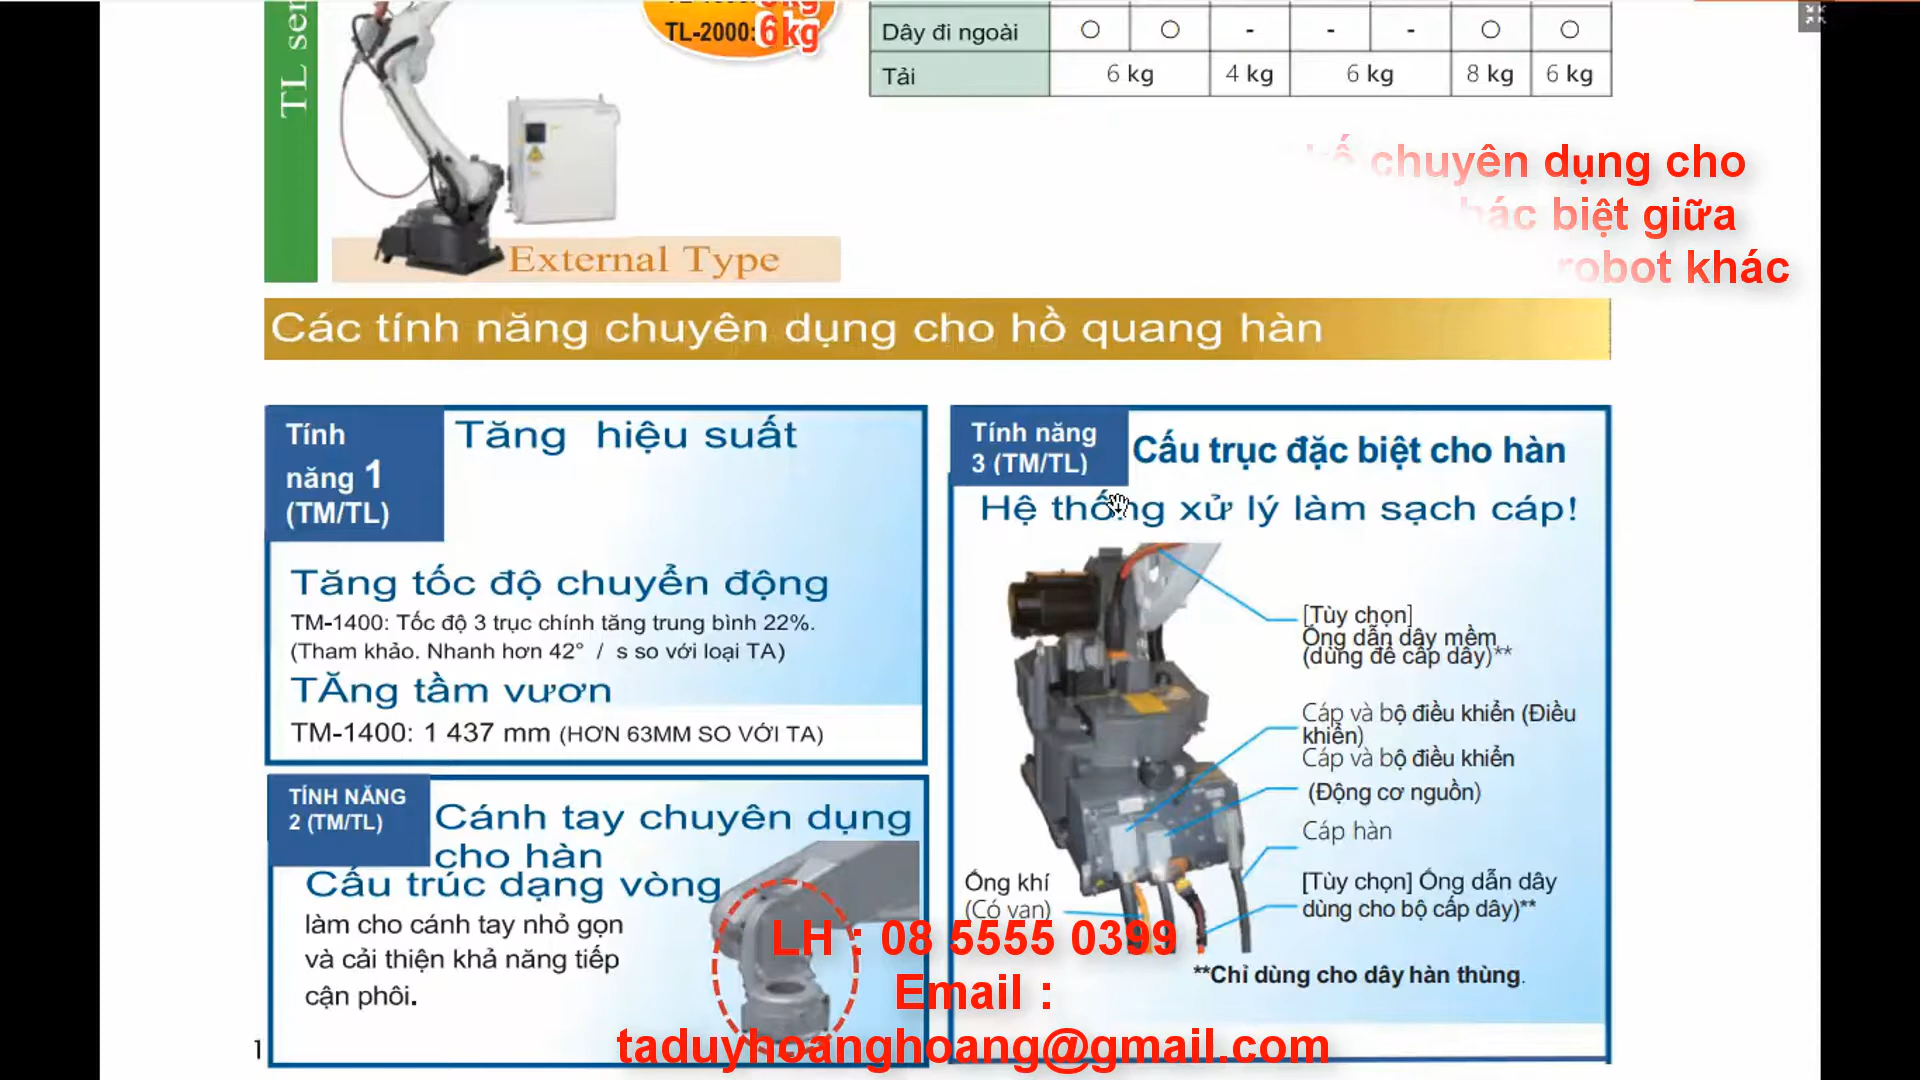 TL-2000: 6kg
Dây đi ngoài ○ ○ - - - ○ ○
Tải 6 kg 4 kg 6 kg 8 kg 6 kg
TL
External Type
chuyên dụng cho
biệt giữa
robot khác
Các tính năng chuyên dụng cho hồ quang hàn
Tính
năng 1
(TM/TL)
Tăng hiệu suất
Tăng tốc độ chuyển động
TM-1400: Tốc độ 3 trục chính tăng trung bình 22%.
(Tham khảo. Nhanh hơn 42° / s so với loại TA)
TĂng tầm vươn
TM-1400: 1 437 mm (HƠN 63MM SO VỚI TA)
TÍNH NĂNG
2 (TM/TL)
Cánh tay chuyên dụng
cho hàn
Cấu trúc dạng vòng
làm cho cánh tay nhỏ gọn
và cải thiện khả năng tiếp
cận phôi.
Tính năng
3 (TM/TL)
Cấu trục đặc biệt cho hàn
Hệ thống xử lý làm sạch cáp!
[Tùy chọn]
Ống dẫn dây mềm
(dùng để cấp dây)**
Cáp và bộ điều khiển (Điều
khiển)
Cáp và bộ điều khiển
(Động cơ nguồn)
Cáp hàn
[Tùy chọn] Ống dẫn dây
dùng cho bộ cấp dây)**
Ống khí
(Có van)
**Chỉ dùng cho dây hàn thùng.
LH : 08 5555 0399
Email :
taduyhoanghoang@gmail.com
1